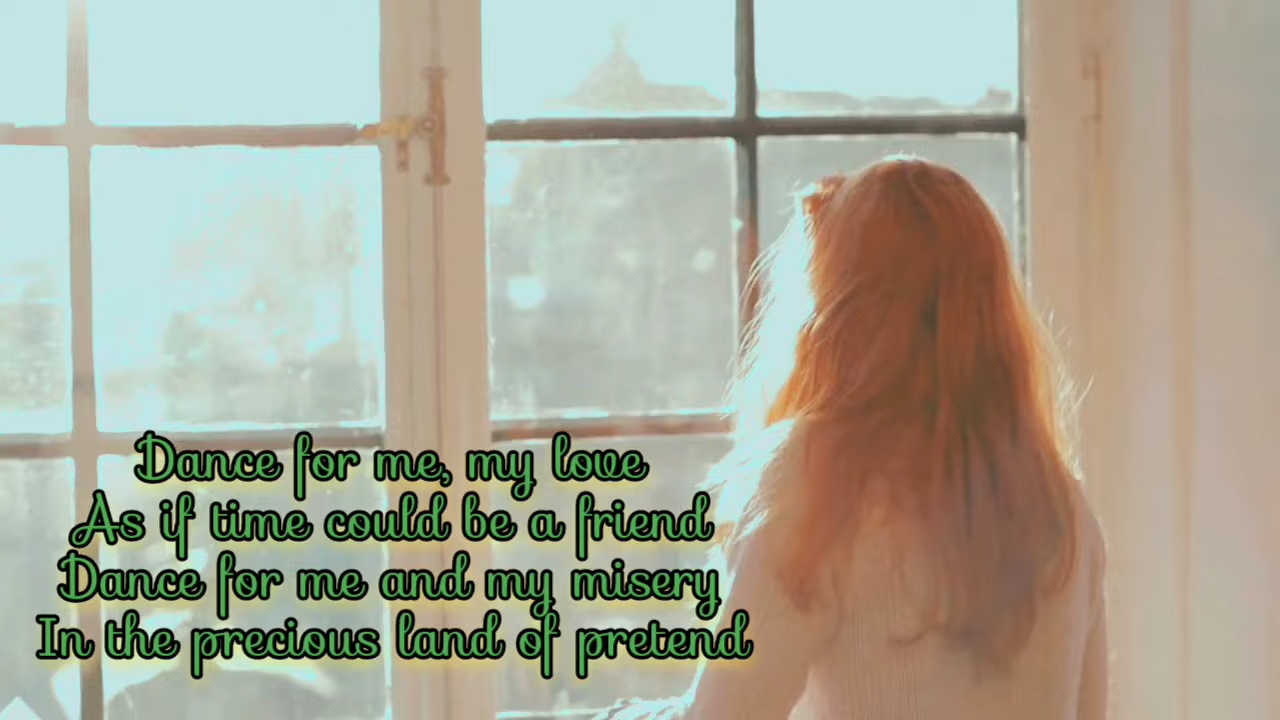 Dance for me, my love
As if time could be a friend
Dance for me and my misery
In the precious land of pretend